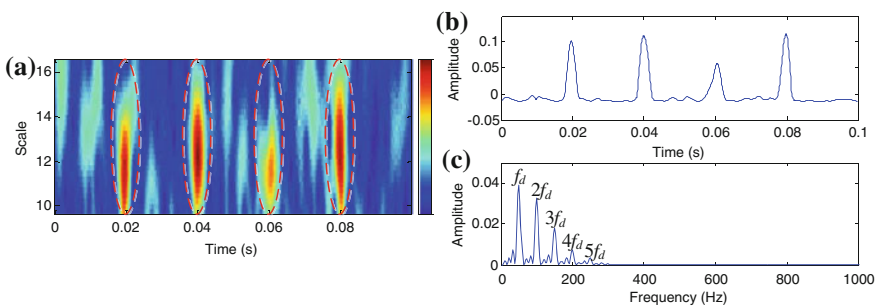 (a)
16
14
12
10
Scale
0
0.02
0.04
0.06
0.08
Time (s)
(b)
0.1
0.05
0
-0.05
Amplitude
0
0.02
0.04
0.06
0.08
0.1
Time (s)
(c)
0.04
0.02
0
Amplitude
fd
2fd
3fd
4fd
5fd
0
200
400
600
800
1000
Frequency (Hz)